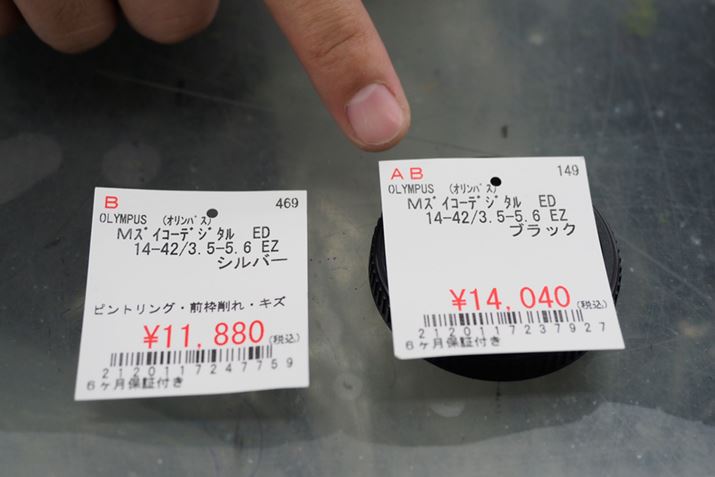 B 469
OLYMPUS (ｵﾘﾝﾊﾟｽ)
Mｽﾞｲｺｰﾃﾞｼﾞﾀﾙ ED
14-42/3.5-5.6 EZ
シルバー
ピントリング・前枠削れ・キズ
¥11,880(税込)
2120117247759
6ヶ月保証付き
AB 149
OLYMPUS (ｵﾘﾝﾊﾟｽ)
Mｽﾞｲｺｰﾃﾞｼﾞﾀﾙ ED
14-42/3.5-5.6 EZ
ブラック
¥14,040(税込)
2120117237927
6ヶ月保証付き